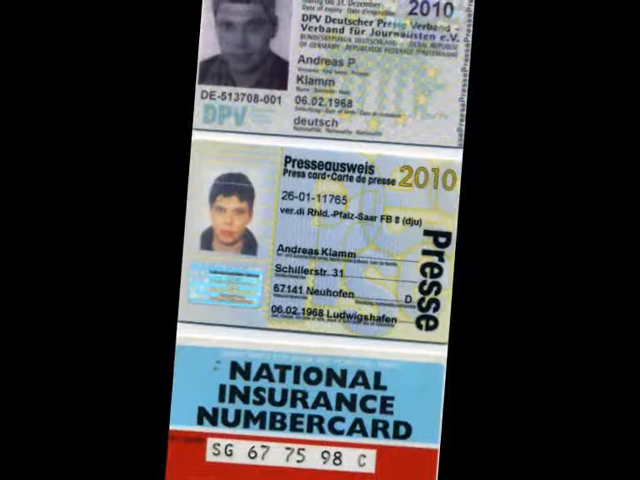 2010
DPV Deutscher Presse Verband -
Verband für Journalisten e.V.
Andreas P.
Klamm
06.02.1968
DE-513708-001
DPV
deutsch
Presseausweis
Press card·Carte de presse 2010
26-01-11765
ver.di Rhld.-Pfalz-Saar FB 8 (dju)
Andreas Klamm
Schillerstr. 31
67141 Neuhofen D
06.02.1968 Ludwigshafen
Presse
NATIONAL
INSURANCE
NUMBERCARD
SG 67 75 98 C